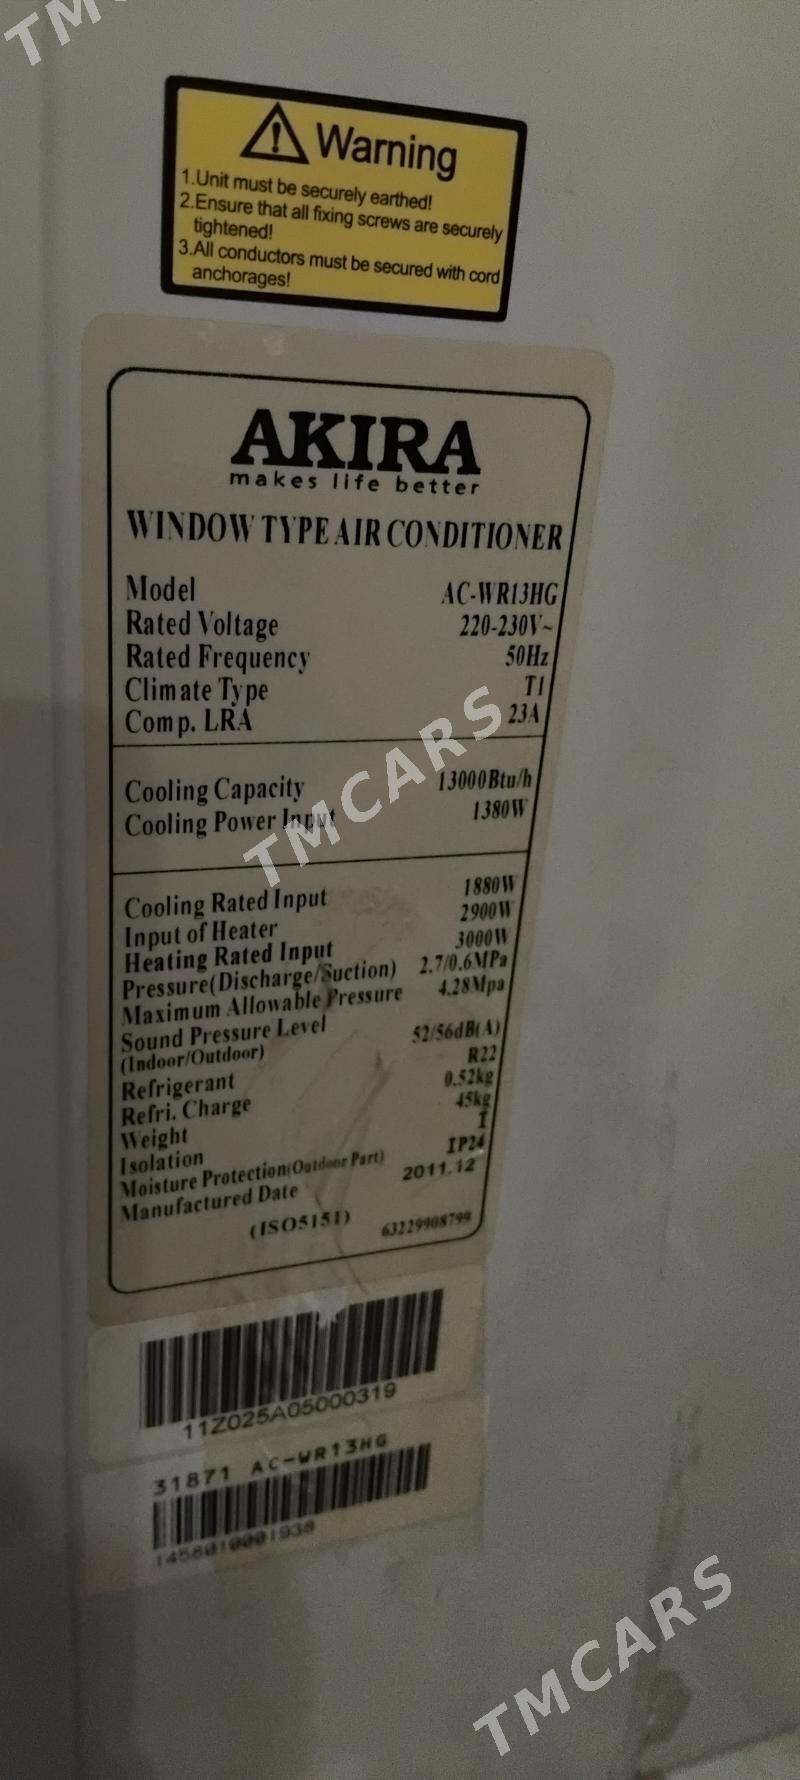 TMCARS
Warning
1.Unit must be securely earthed!
2.Ensure that all fixing screws are securely
tightened!
3.All conductors must be secured with cord
anchorages!
AKIRA
makes life better
WINDOW TYPE AIR CONDITIONER
Model AC-WR13HG
Rated Voltage 220-230V~
Rated Frequency 50Hz
Climate Type T1
Comp. LRA 23A
TMCARS
Cooling Capacity 13000Btu/h
Cooling Power Input 1380W
Cooling Rated Input 1880W
Input of Heater 2900W
Heating Rated Input 3000W
Pressure(Discharge/Suction) 2.7/0.6MPa
Maximum Allowable Pressure 4.28Mpa
Sound Pressure Level
(Indoor/Outdoor) 52/56dB(A)
Refrigerant R22
Refri. Charge 0.52kg
Weight 45kg
Isolation I
Moisture Protection(Outdoor Part) IP24
Manufactured Date 2011.12
(ISO5151) 63229908799
11Z025A05000319
31871 AC-WR13HG
1458010001938
TMCARS